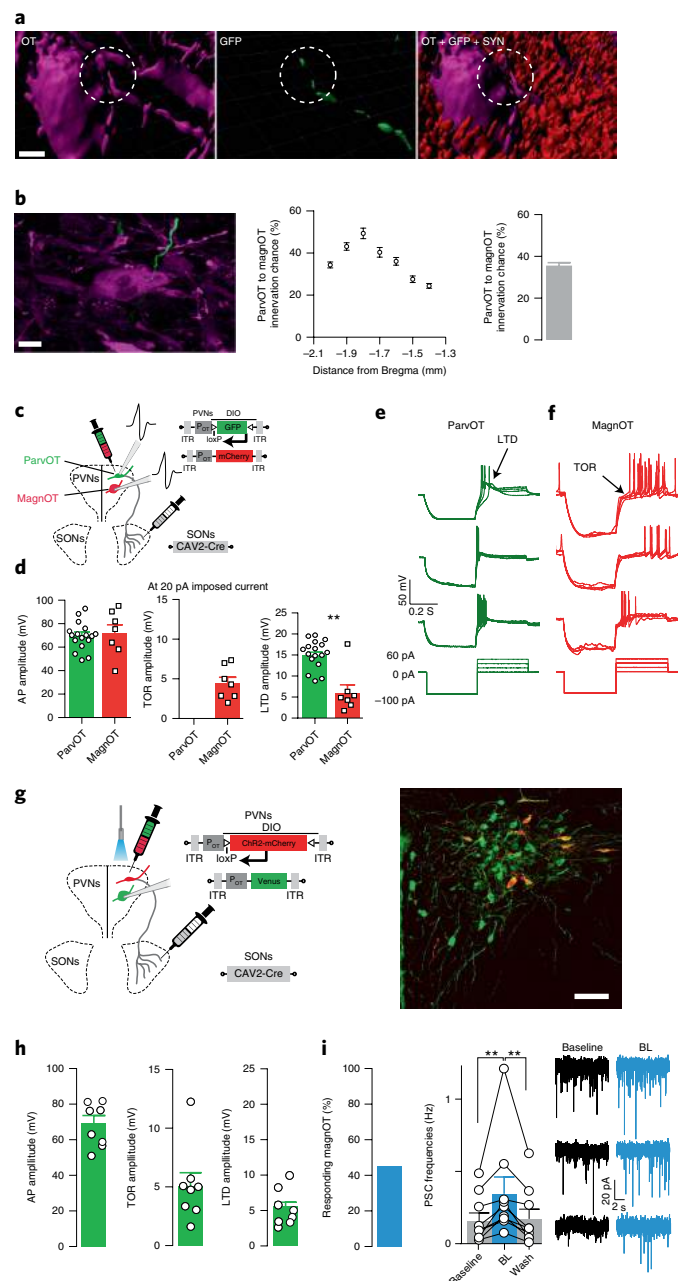 a
OT
GFP
OT + GFP + SYN
b
ParvOT to magnOT
innervation chance (%)
60
40
20
0
–2.1
–1.9
–1.7
–1.5
–1.3
Distance from Bregma (mm)
ParvOT to magnOT
innervation chance (%)
60
40
20
0
c
ParvOT
MagnOT
PVNs
SONs
PVNs
DIO
P OT
GFP
ITR
loxP
ITR
P OT
mCherry
ITR
ITR
SONs
CAV2-Cre
d
At 20 pA imposed current
AP amplitude (mV)
100
80
60
40
20
0
ParvOT
MagnOT
TOR amplitude (mV)
15
10
5
0
ParvOT
MagnOT
LTD amplitude (mV)
25
20
15
10
5
0
**
ParvOT
MagnOT
e
ParvOT
LTD
50 mV
0.2 S
60 pA
0 pA
–100 pA
f
MagnOT
TOR
g
PVNs
SONs
PVNs
DIO
P OT
ChR2-mCherry
ITR
loxP
ITR
P OT
Venus
ITR
ITR
SONs
CAV2-Cre
h
AP amplitude (mV)
100
80
60
40
20
0
TOR amplitude (mV)
15
10
5
0
LTD amplitude (mV)
25
20
15
10
5
0
i
Responding magnOT (%)
100
80
60
40
20
0
PSC frequencies (Hz)
1
0
**
**
Baseline
BL
Wash
Baseline
BL
20 pA
2 s